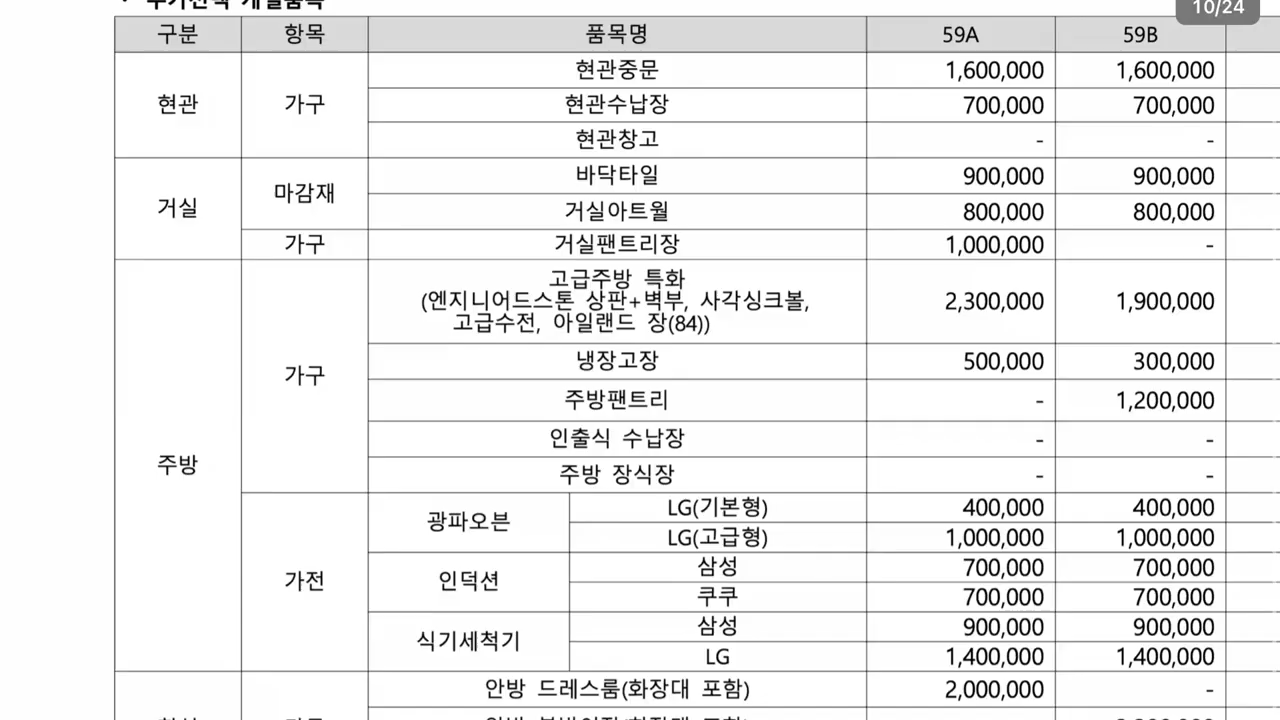 10/24
구분 항목 품목명 59A 59B
현관 가구 현관중문 1,600,000 1,600,000
현관수납장 700,000 700,000
현관창고 - -
거실 마감재 바닥타일 900,000 900,000
거실아트월 800,000 800,000
가구 거실팬트리장 1,000,000 -
주방 가구 고급주방 특화
(엔지니어드스톤 상판+벽부, 사각싱크볼,
고급수전, 아일랜드 장(84)) 2,300,000 1,900,000
냉장고장 500,000 300,000
주방팬트리 - 1,200,000
인출식 수납장 - -
주방 장식장 - -
가전 광파오븐 LG(기본형) 400,000 400,000
LG(고급형) 1,000,000 1,000,000
인덕션 삼성 700,000 700,000
쿠쿠 700,000 700,000
식기세척기 삼성 900,000 900,000
LG 1,400,000 1,400,000
안방 드레스룸(화장대 포함) 2,000,000 -